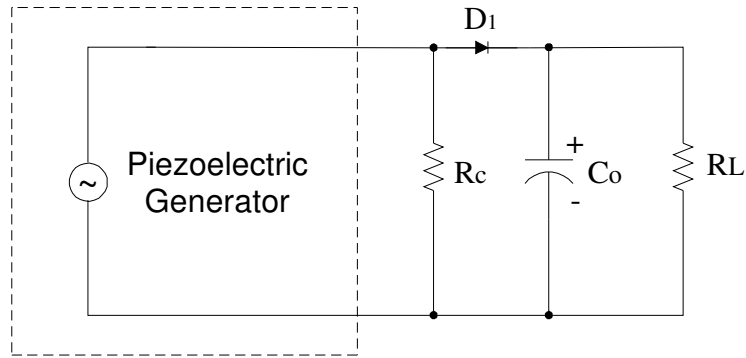 D1
~
Piezoelectric
Generator
Rc
+
Co
-
RL